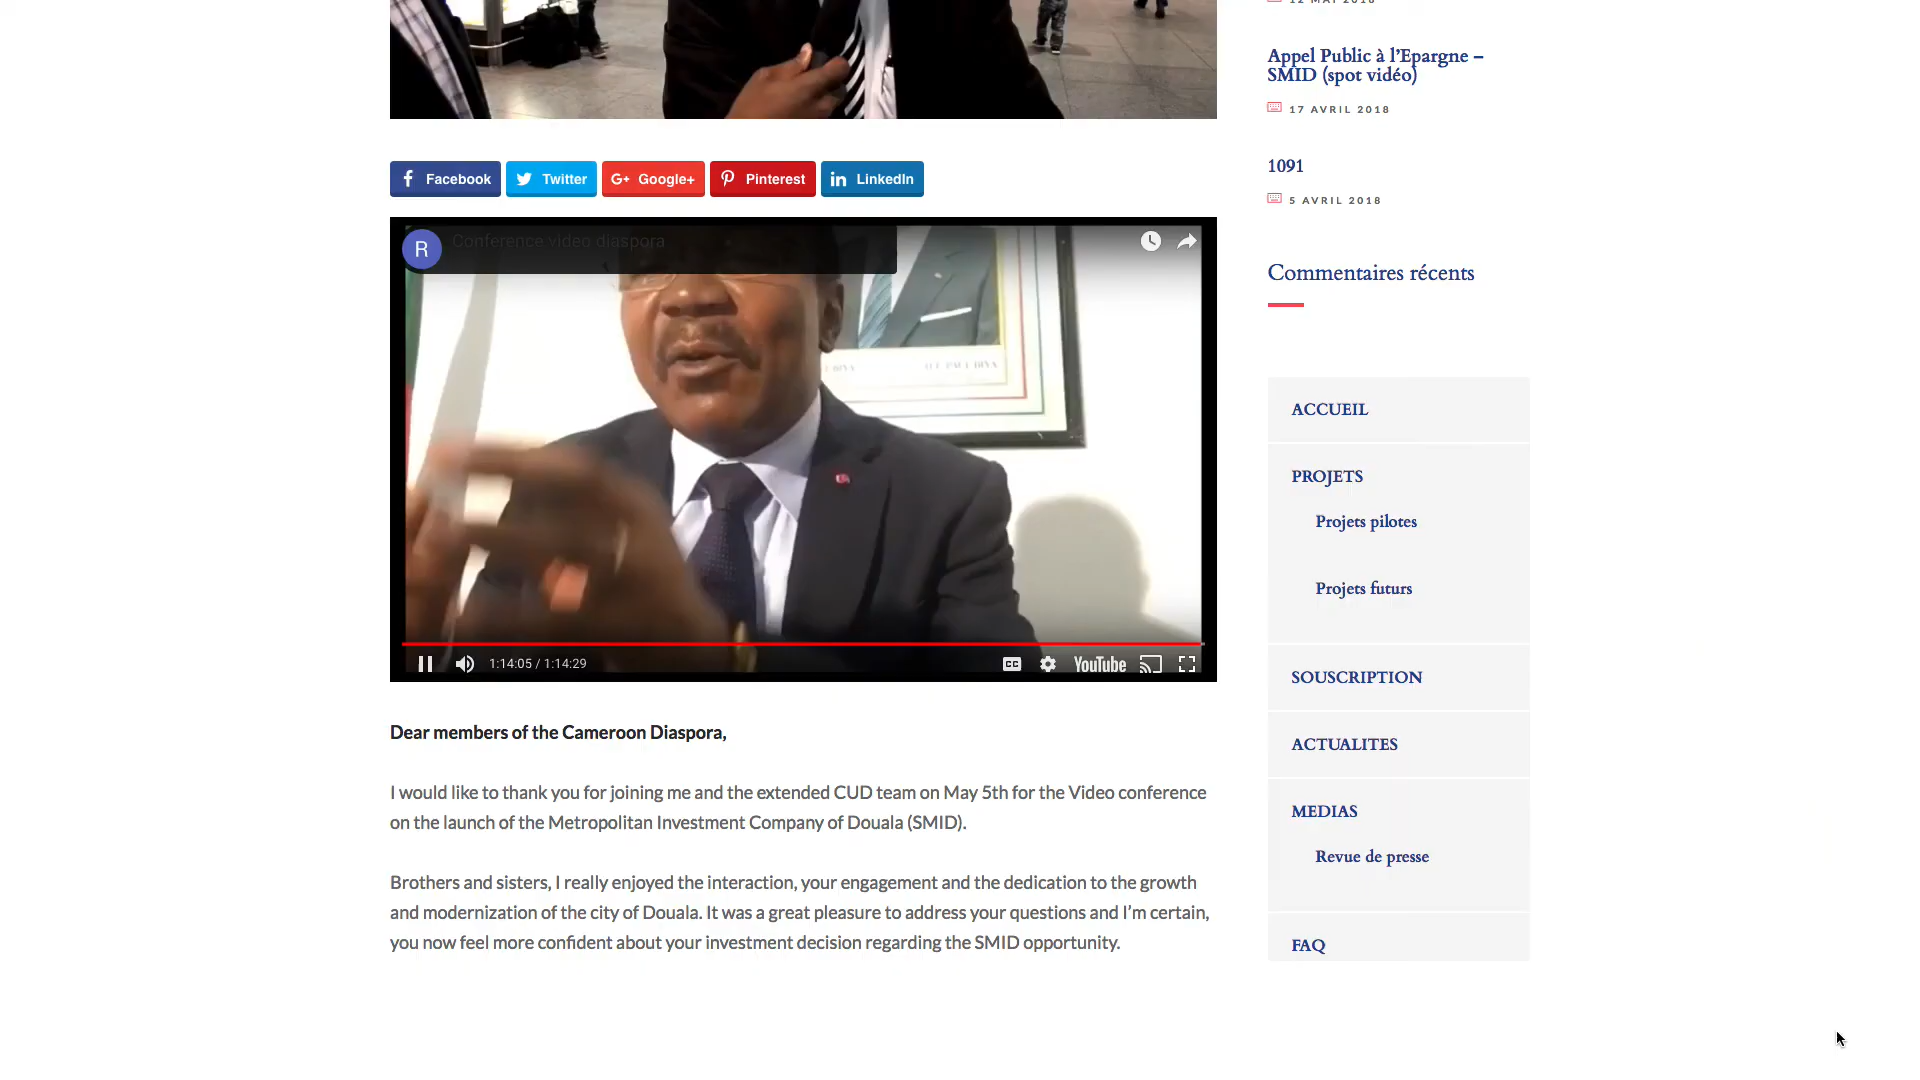 12 MAI 2018
Appel Public à l'Epargne –
SMID (spot vidéo)
17 AVRIL 2018
1091
5 AVRIL 2018
Facebook
Twitter
Google+
Pinterest
LinkedIn
R
Conference video diaspora
1:14:05 / 1:14:29
CC
YouTube
Commentaires récents
ACCUEIL
PROJETS
Projets pilotes
Projets futurs
SOUSCRIPTION
ACTUALITES
MEDIAS
Revue de presse
FAQ
Dear members of the Cameroon Diaspora,
I would like to thank you for joining me and the extended CUD team on May 5th for the Video conference
on the launch of the Metropolitan Investment Company of Douala (SMID).
Brothers and sisters, I really enjoyed the interaction, your engagement and the dedication to the growth
and modernization of the city of Douala. It was a great pleasure to address your questions and I'm certain,
you now feel more confident about your investment decision regarding the SMID opportunity.